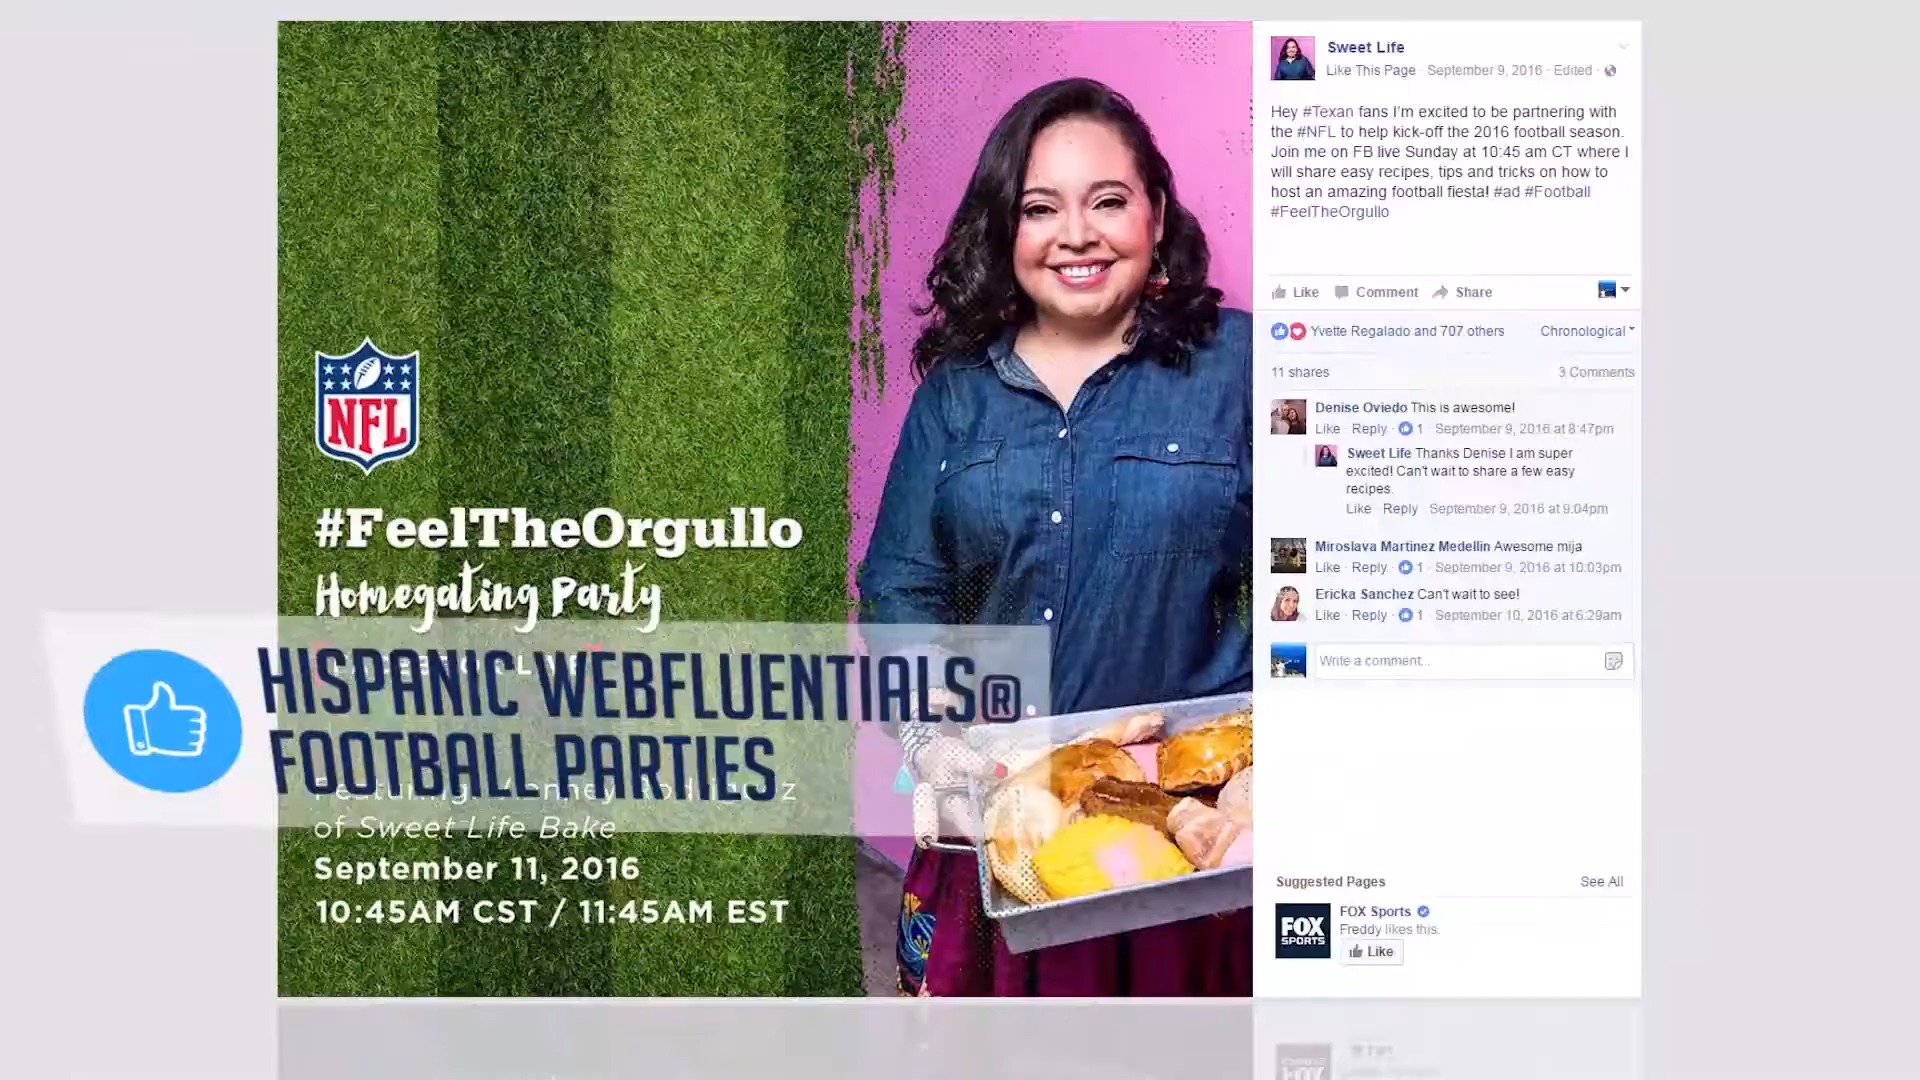 NFL
#FeelTheOrgullo
Homegating Party
HISPANIC WEBFLUENTIALS®
FOOTBALL PARTIES
Featuring:
of Sweet Life Bake
September 11, 2016
10:45AM CST / 11:45AM EST
Sweet Life
Like This Page · September 9, 2016 · Edited ·
Hey #Texan fans I'm excited to be partnering with
the #NFL to help kick-off the 2016 football season.
Join me on FB live Sunday at 10:45 am CT where I
will share easy recipes, tips and tricks on how to
host an amazing football fiesta! #ad #Football
#FeelTheOrgullo
Like Comment Share
Yvette Regalado and 707 others Chronological
11 shares 3 Comments
Denise Oviedo This is awesome!
Like · Reply · 1 · September 9, 2016 at 8:47pm
Sweet Life Thanks Denise I am super
excited! Can't wait to share a few easy
recipes.
Like · Reply · September 9, 2016 at 9:04pm
Miroslava Martinez Medellin Awesome mija
Like · Reply · 1 · September 9, 2016 at 10:03pm
Ericka Sanchez Can't wait to see!
Like · Reply · 1 · September 10, 2016 at 6:29am
Write a comment...
Suggested Pages See All
FOX
SPORTS
FOX Sports
Freddy likes this.
Like